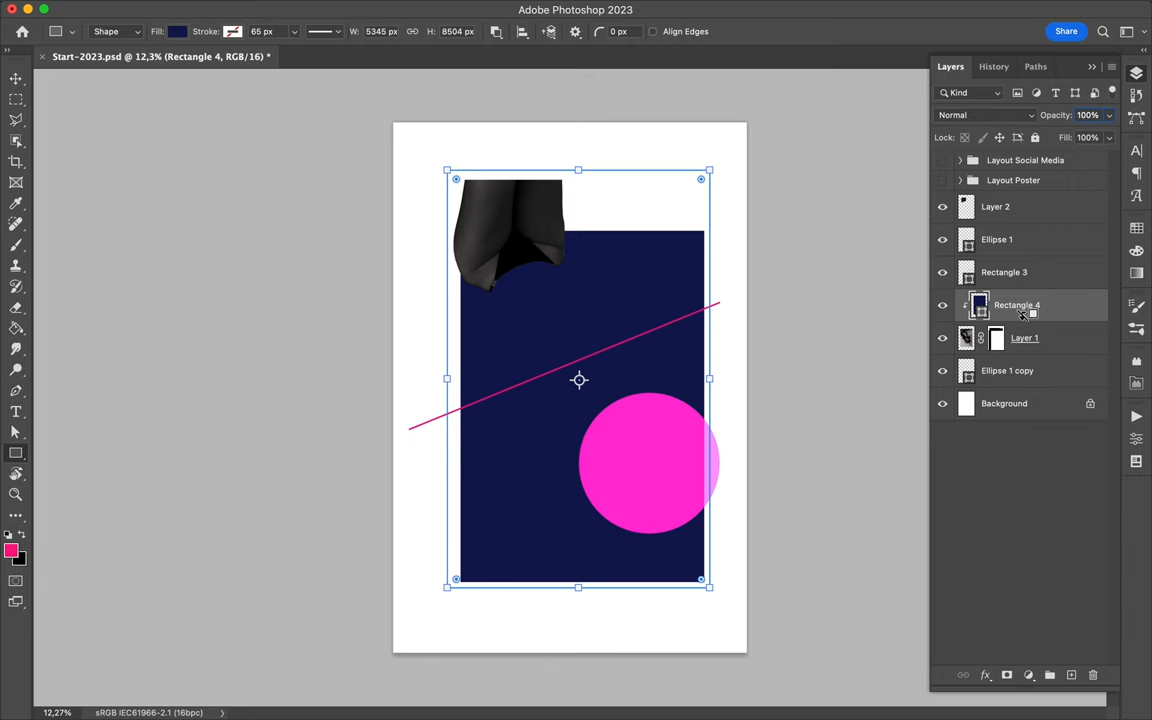 Adobe Photoshop 2023
Shape
Fill:
Stroke:
65 px
W: 5345 px
H: 8504 px
0 px
Align Edges
Share
Start-2023.psd @ 12,3% (Rectangle 4, RGB/16) *
Layers
History
Paths
Kind
Normal
Opacity: 100%
Lock:
Fill: 100%
Layout Social Media
Layout Poster
Layer 2
Ellipse 1
Rectangle 3
Rectangle 4
Layer 1
Ellipse 1 copy
Background
12,27%
sRGB IEC61966-2.1 (16bpc)